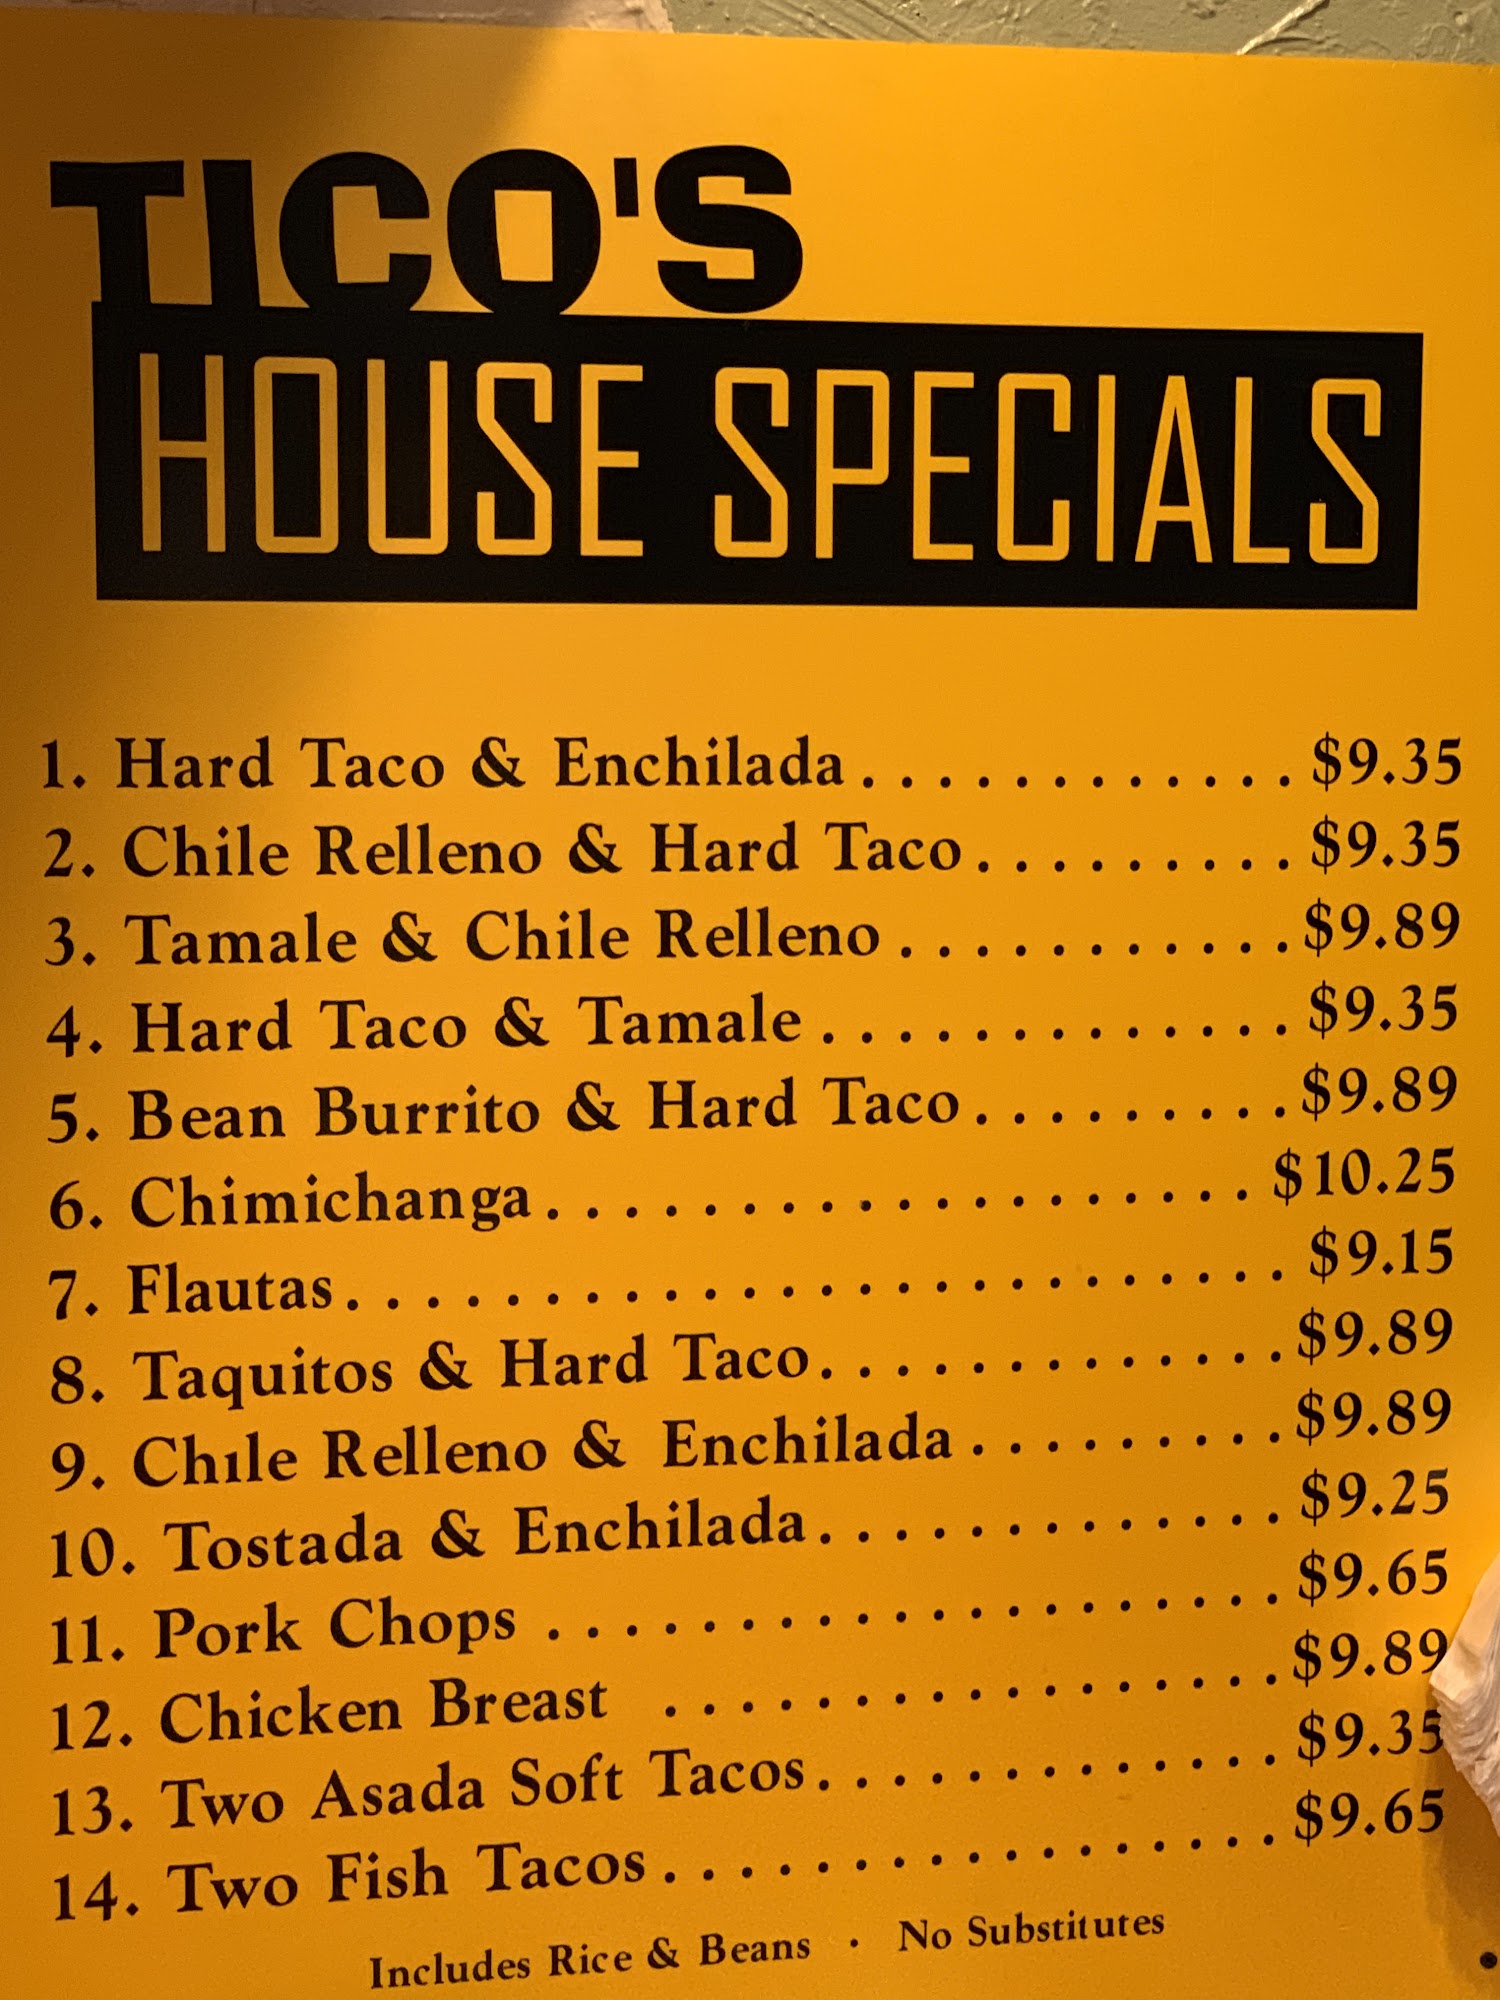 TICO'S
HOUSE SPECIALS
1. Hard Taco & Enchilada............$9.35
2. Chile Relleno & Hard Taco.........$9.35
3. Tamale & Chile Relleno...........$9.89
4. Hard Taco & Tamale.............$9.35
5. Bean Burrito & Hard Taco.........$9.89
6. Chimichanga...................$10.25
7. Flautas.........................$9.15
8. Taquitos & Hard Taco.............$9.89
9. Chile Relleno & Enchilada.........$9.89
10. Tostada & Enchilada.............$9.25
11. Pork Chops ...................$9.65
12. Chicken Breast ................$9.89
13. Two Asada Soft Tacos.............$9.35
14. Two Fish Tacos.................$9.65
Includes Rice & Beans · No Substitutes